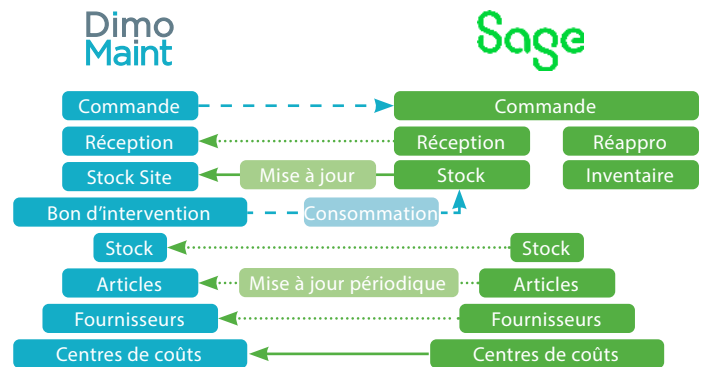 Dimo
Maint
Sage
Commande
Commande
Réception
Réception
Réappro
Stock Site
Mise à jour
Stock
Inventaire
Bon d’intervention
Consommation
Stock
Stock
Articles
Mise à jour périodique
Articles
Fournisseurs
Fournisseurs
Centres de coûts
Centres de coûts